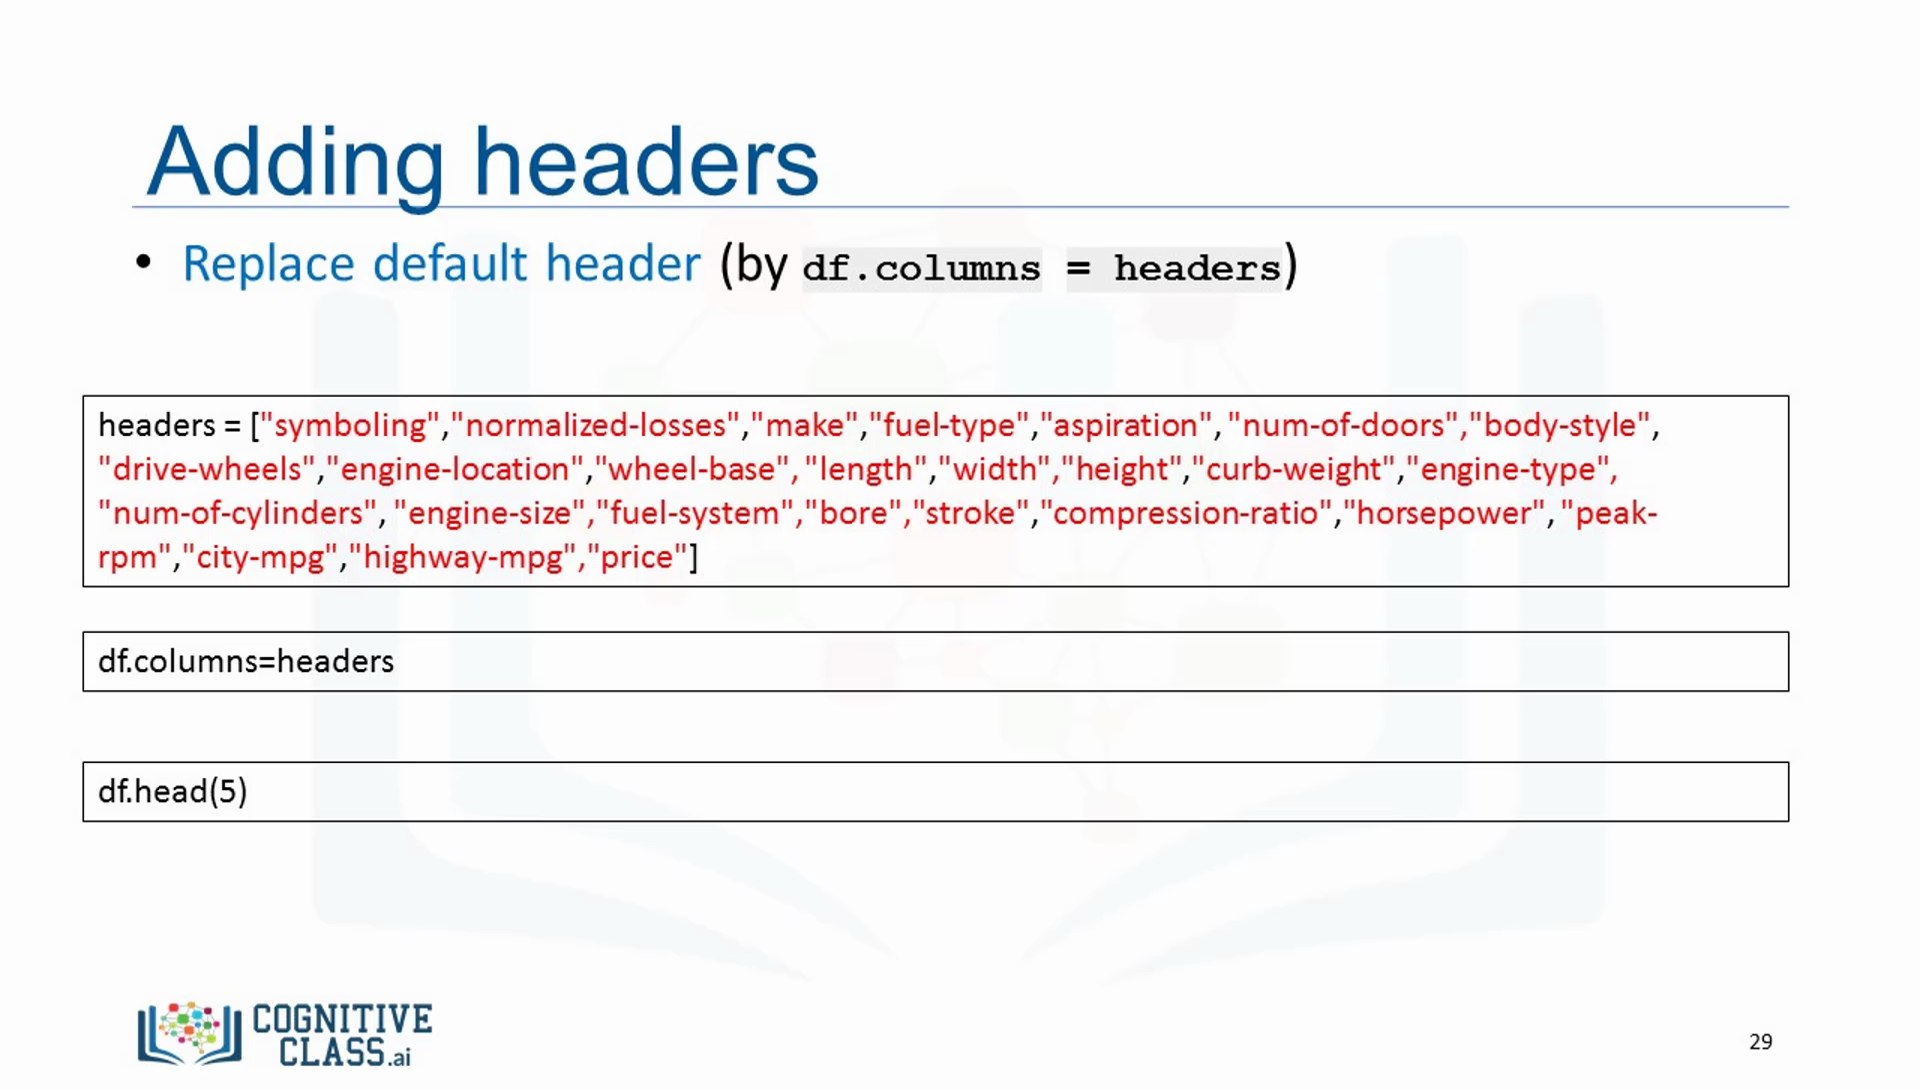 Adding headers
• Replace default header (by df.columns = headers)
headers = ["symboling","normalized-losses","make","fuel-type","aspiration", "num-of-doors","body-style",
"drive-wheels","engine-location","wheel-base", "length","width","height","curb-weight","engine-type",
"num-of-cylinders", "engine-size","fuel-system","bore","stroke","compression-ratio","horsepower", "peak-
rpm","city-mpg","highway-mpg","price"]
df.columns=headers
df.head(5)
COGNITIVE
CLASS.ai
29